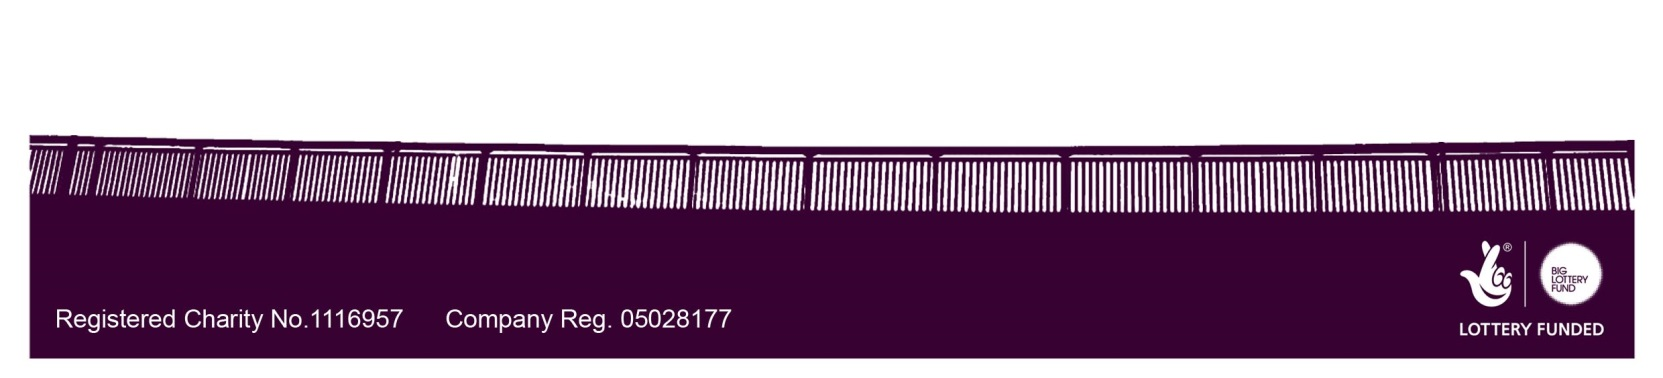 Registered Charity No.1116957 Company Reg. 05028177
®
BIG
LOTTERY
FUND
LOTTERY FUNDED